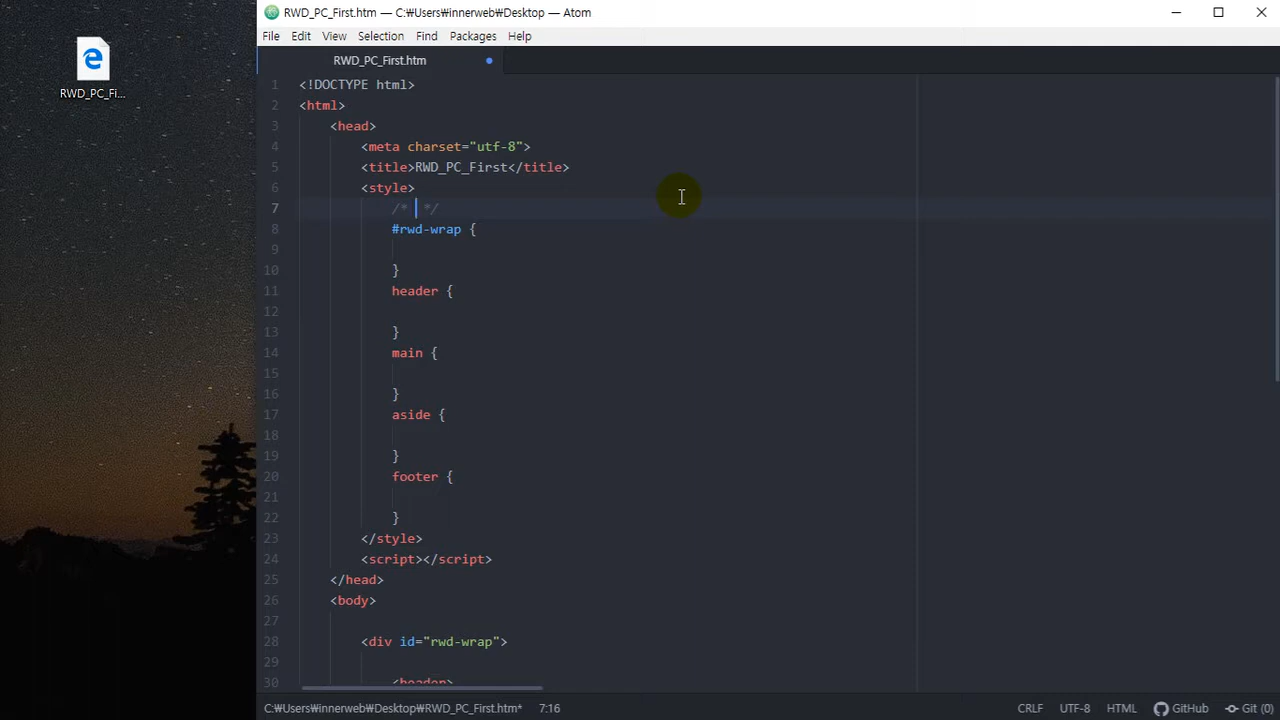 RWD_PC_Fi...
RWD_PC_First.htm — C:₩Users₩innerweb₩Desktop — Atom
File Edit View Selection Find Packages Help
RWD_PC_First.htm
1 <!DOCTYPE html>
2 <html>
3 <head>
4 <meta charset="utf-8">
5 <title>RWD_PC_First</title>
6 <style>
7 /* */
8 #rwd-wrap {
9
10 }
11 header {
12
13 }
14 main {
15
16 }
17 aside {
18
19 }
20 footer {
21
22 }
23 </style>
24 <script></script>
25 </head>
26 <body>
27
28 <div id="rwd-wrap">
29
30 <header>
C:₩Users₩innerweb₩Desktop₩RWD_PC_First.htm* 7:16 CRLF UTF-8 HTML GitHub Git (0)